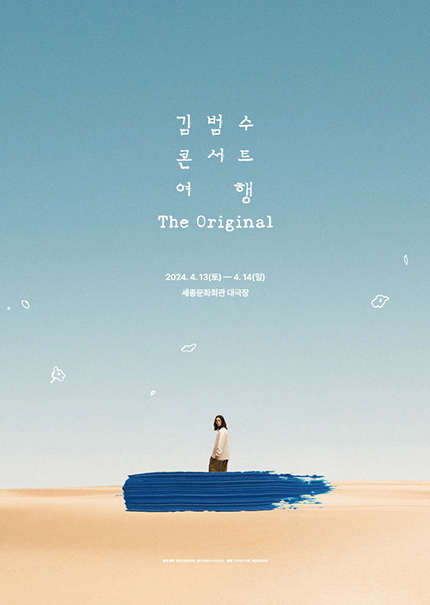 김범수
콘서트
여행
The Original
2024. 4. 13(토) — 4. 14(일)
세종문화회관 대극장